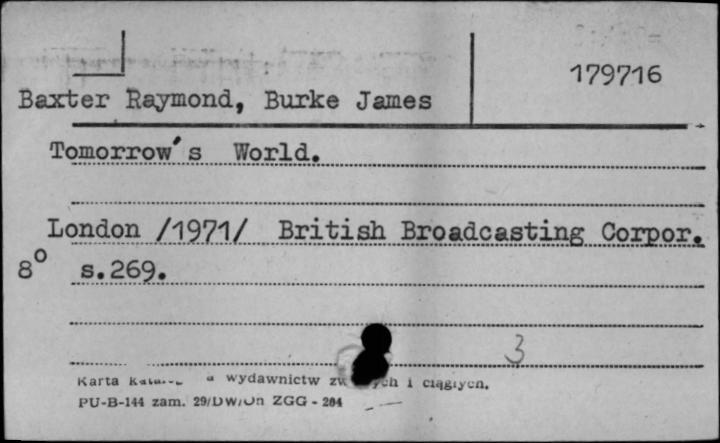 179716
Baxter Raymond, Burke James
Tomorrow's World.
London /1971/ British Broadcasting Corpor.
8° s.269.
3
Karta wydawnictw i ciągłych.
PU-B-144 zam. 29/DW/Dn ZGG - 204